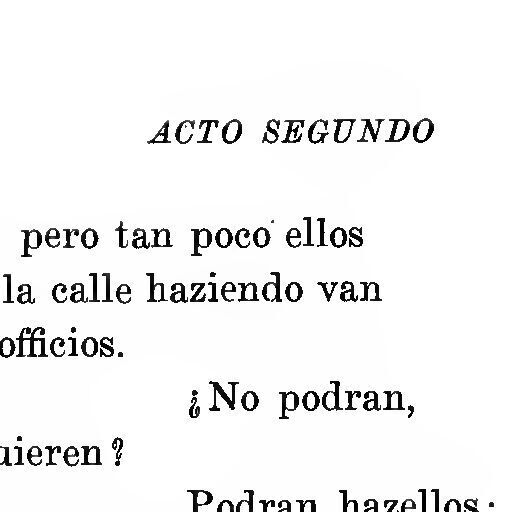 ACTO SEGUNDO
pero tan poco ellos
la calle haziendo van
officios.
¿No podran,
uieren?
Podran hazellos;